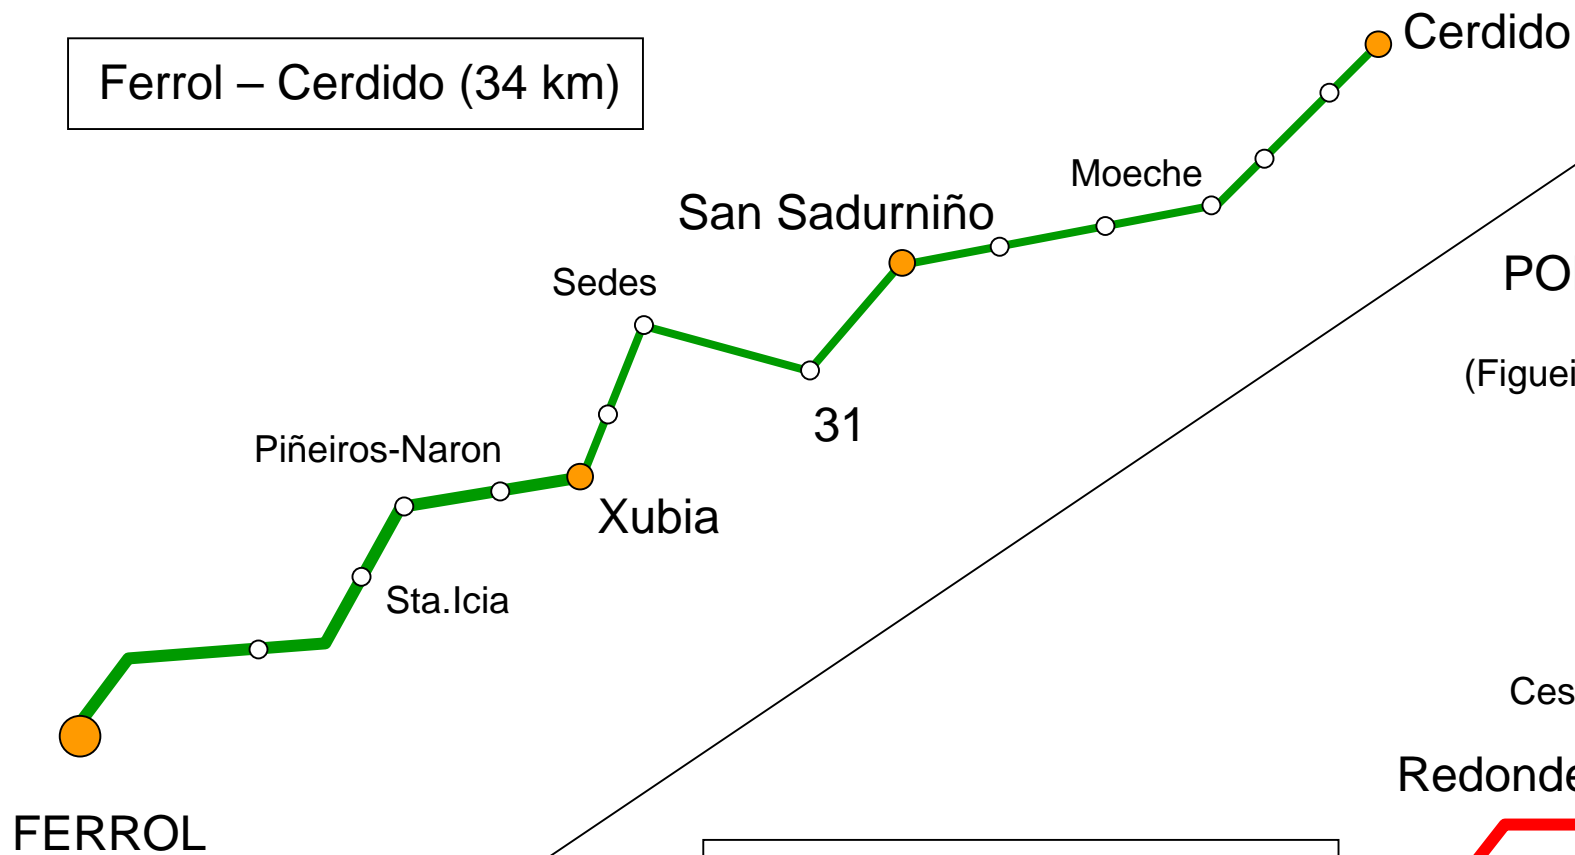 Cerdido
Ferrol – Cerdido (34 km)
Moeche
San Sadurniño
Sedes
PO
(Figuei
31
Piñeiros-Naron
Xubia
Sta.Icia
Ces
Redonde
FERROL